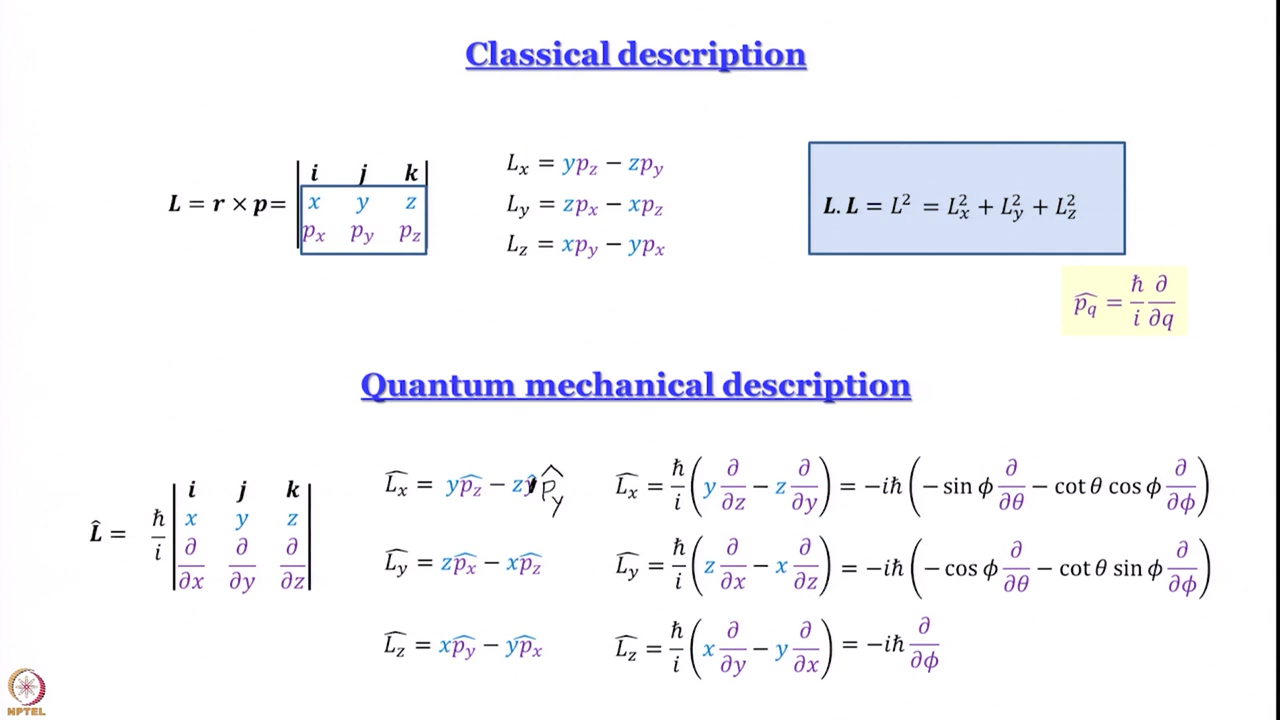 Classical description
L = r × p = | i j k |
| x y z |
| p_x p_y p_z |
L_x = yp_z − zp_y
L_y = zp_x − xp_z
L_z = xp_y − yp_x
L. L = L² = L_x² + L_y² + L_z²
p̂_q = ħ/i ∂/∂q
Quantum mechanical description
L̂ = ħ/i | i j k |
| x y z |
| ∂/∂x ∂/∂y ∂/∂z |
L̂_x = yp̂_z − z p̂_y
L̂_y = zp̂_x − xp̂_z
L̂_z = xp̂_y − yp̂_x
L̂_x = ħ/i (y ∂/∂z − z ∂/∂y) = −iħ (− sin ϕ ∂/∂θ − cot θ cos ϕ ∂/∂ϕ)
L̂_y = ħ/i (z ∂/∂x − x ∂/∂z) = −iħ (− cos ϕ ∂/∂θ − cot θ sin ϕ ∂/∂ϕ)
L̂_z = ħ/i (x ∂/∂y − y ∂/∂x) = −iħ ∂/∂ϕ
NPTEL